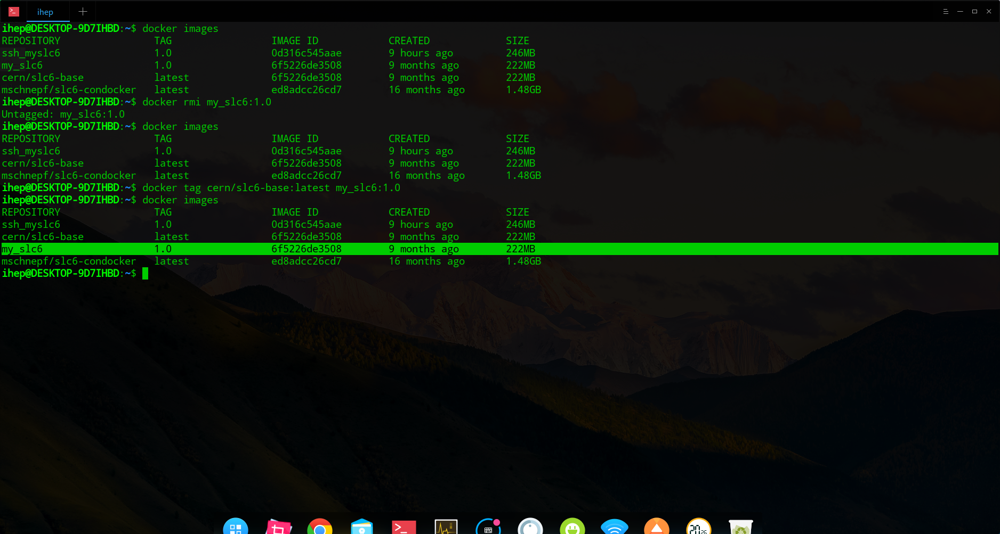 ihep
ihep@DESKTOP-9D7IHBD:~$ docker images
REPOSITORY TAG IMAGE ID CREATED SIZE
ssh_myslc6 1.0 0d316c545aae 9 hours ago 246MB
my_slc6 1.0 6f5226de3508 9 months ago 222MB
cern/slc6-base latest 6f5226de3508 9 months ago 222MB
mschnepf/slc6-condocker latest ed8adcc26cd7 16 months ago 1.48GB
ihep@DESKTOP-9D7IHBD:~$ docker rmi my_slc6:1.0
Untagged: my_slc6:1.0
ihep@DESKTOP-9D7IHBD:~$ docker images
REPOSITORY TAG IMAGE ID CREATED SIZE
ssh_myslc6 1.0 0d316c545aae 9 hours ago 246MB
cern/slc6-base latest 6f5226de3508 9 months ago 222MB
mschnepf/slc6-condocker latest ed8adcc26cd7 16 months ago 1.48GB
ihep@DESKTOP-9D7IHBD:~$ docker tag cern/slc6-base:latest my_slc6:1.0
ihep@DESKTOP-9D7IHBD:~$ docker images
REPOSITORY TAG IMAGE ID CREATED SIZE
ssh_myslc6 1.0 0d316c545aae 9 hours ago 246MB
cern/slc6-base latest 6f5226de3508 9 months ago 222MB
my_slc6 1.0 6f5226de3508 9 months ago 222MB
mschnepf/slc6-condocker latest ed8adcc26cd7 16 months ago 1.48GB
ihep@DESKTOP-9D7IHBD:~$
20:26